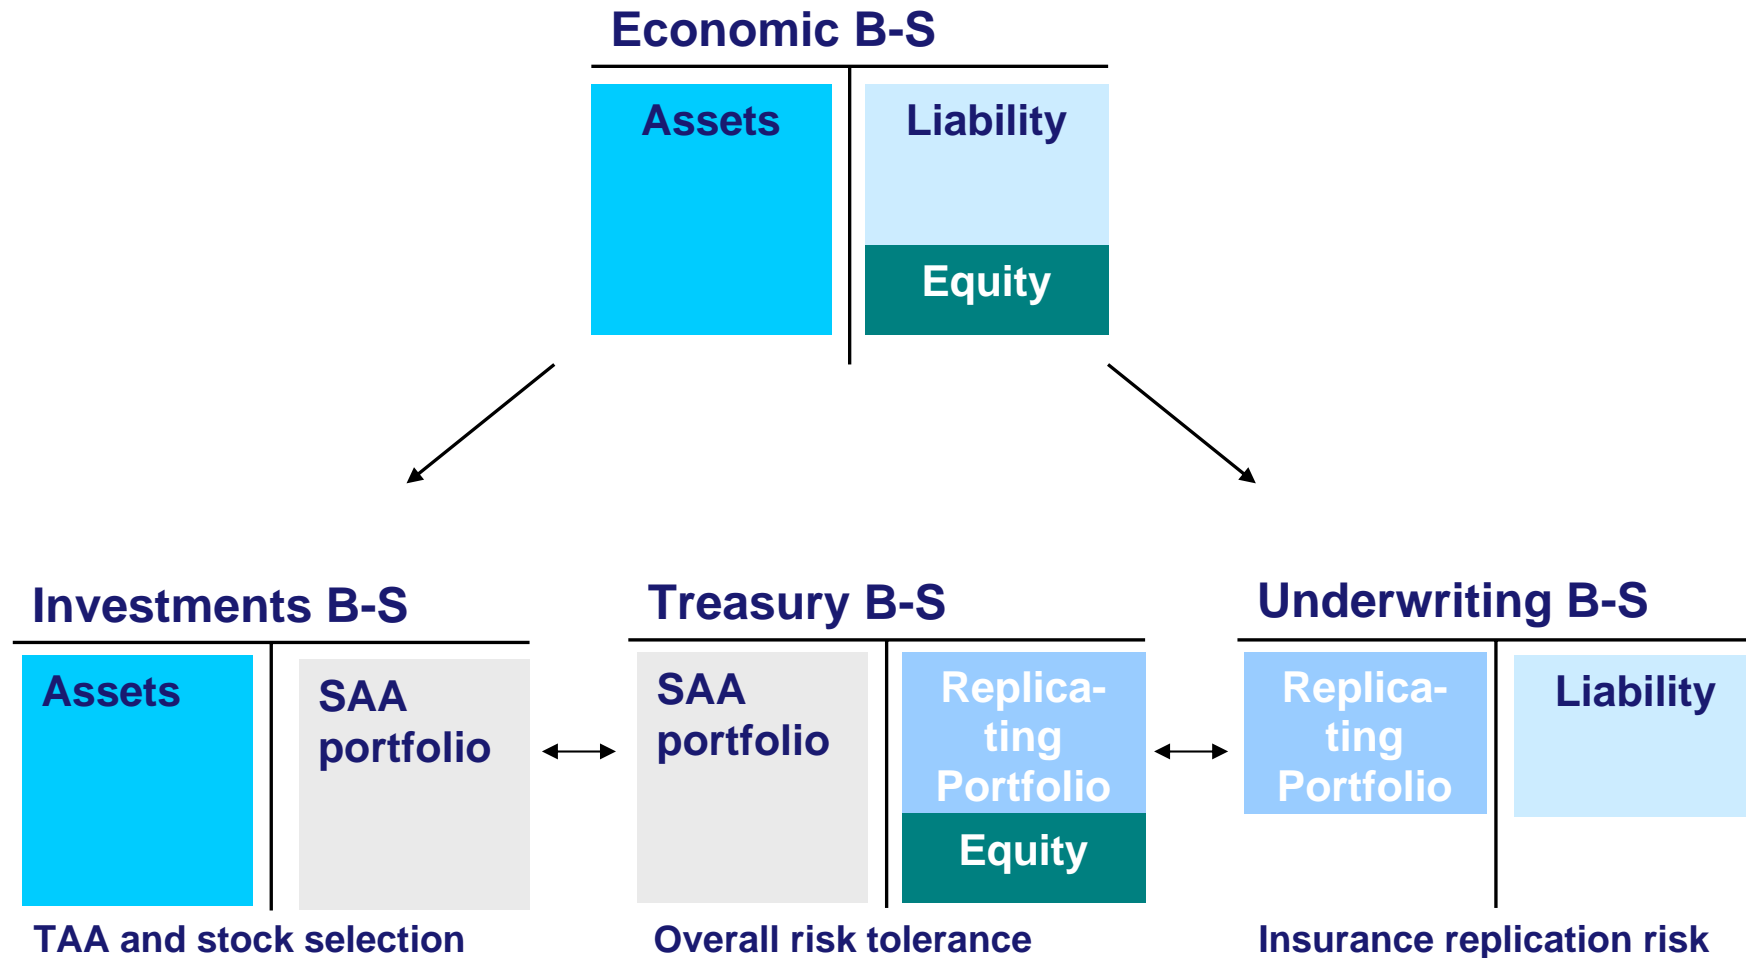 Economic B-S
Assets
Liability
Equity
Investments B-S
Assets
SAA
portfolio
TAA and stock selection
Treasury B-S
SAA
portfolio
Replica-
ting
Portfolio
Equity
Overall risk tolerance
Underwriting B-S
Replica-
ting
Portfolio
Liability
Insurance replication risk